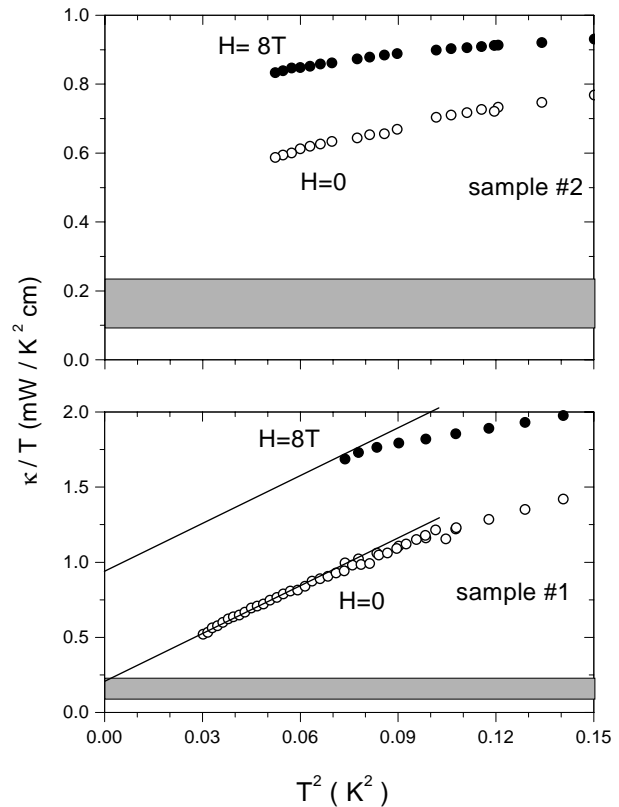 1.0
H= 8T
0.8
0.6
H=0
sample #2
0.4
0.2
0.0
κ / T (mW / K² cm)
2.0
H=8T
1.5
1.0
H=0
sample #1
0.5
0.0
0.00 0.03 0.06 0.09 0.12 0.15
T² ( K² )